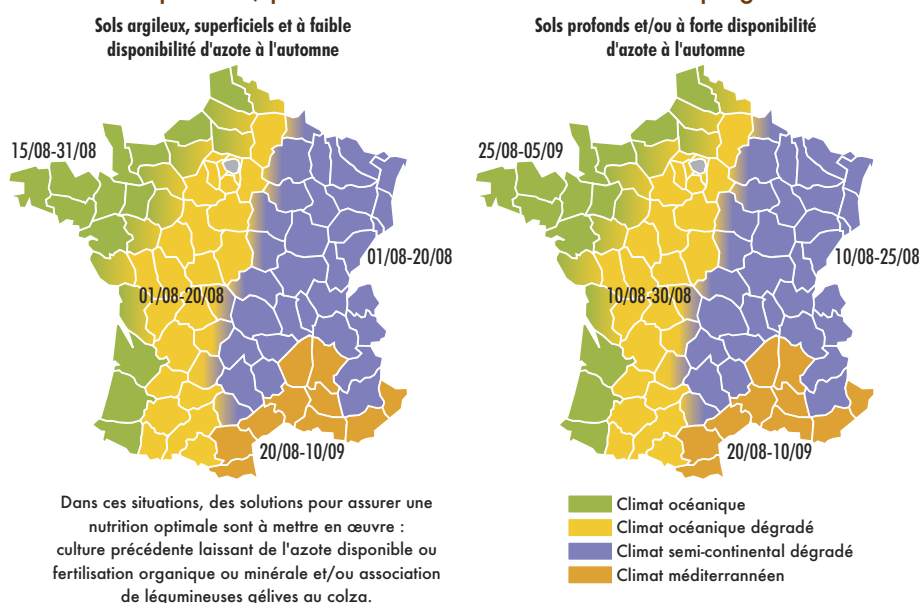 Sols argileux, superficiels et à faible
disponibilité d'azote à l'automne
15/08-31/08
01/08-20/08
01/08-20/08
20/08-10/09
Dans ces situations, des solutions pour assurer une
nutrition optimale sont à mettre en œuvre :
culture précédente laissant de l'azote disponible ou
fertilisation organique ou minérale et/ou association
de légumineuses gélives au colza.
Sols profonds et/ou à forte disponibilité
d'azote à l'automne
25/08-05/09
10/08-25/08
10/08-30/08
20/08-10/09
Climat océanique
Climat océanique dégradé
Climat semi-continental dégradé
Climat méditerrannéen